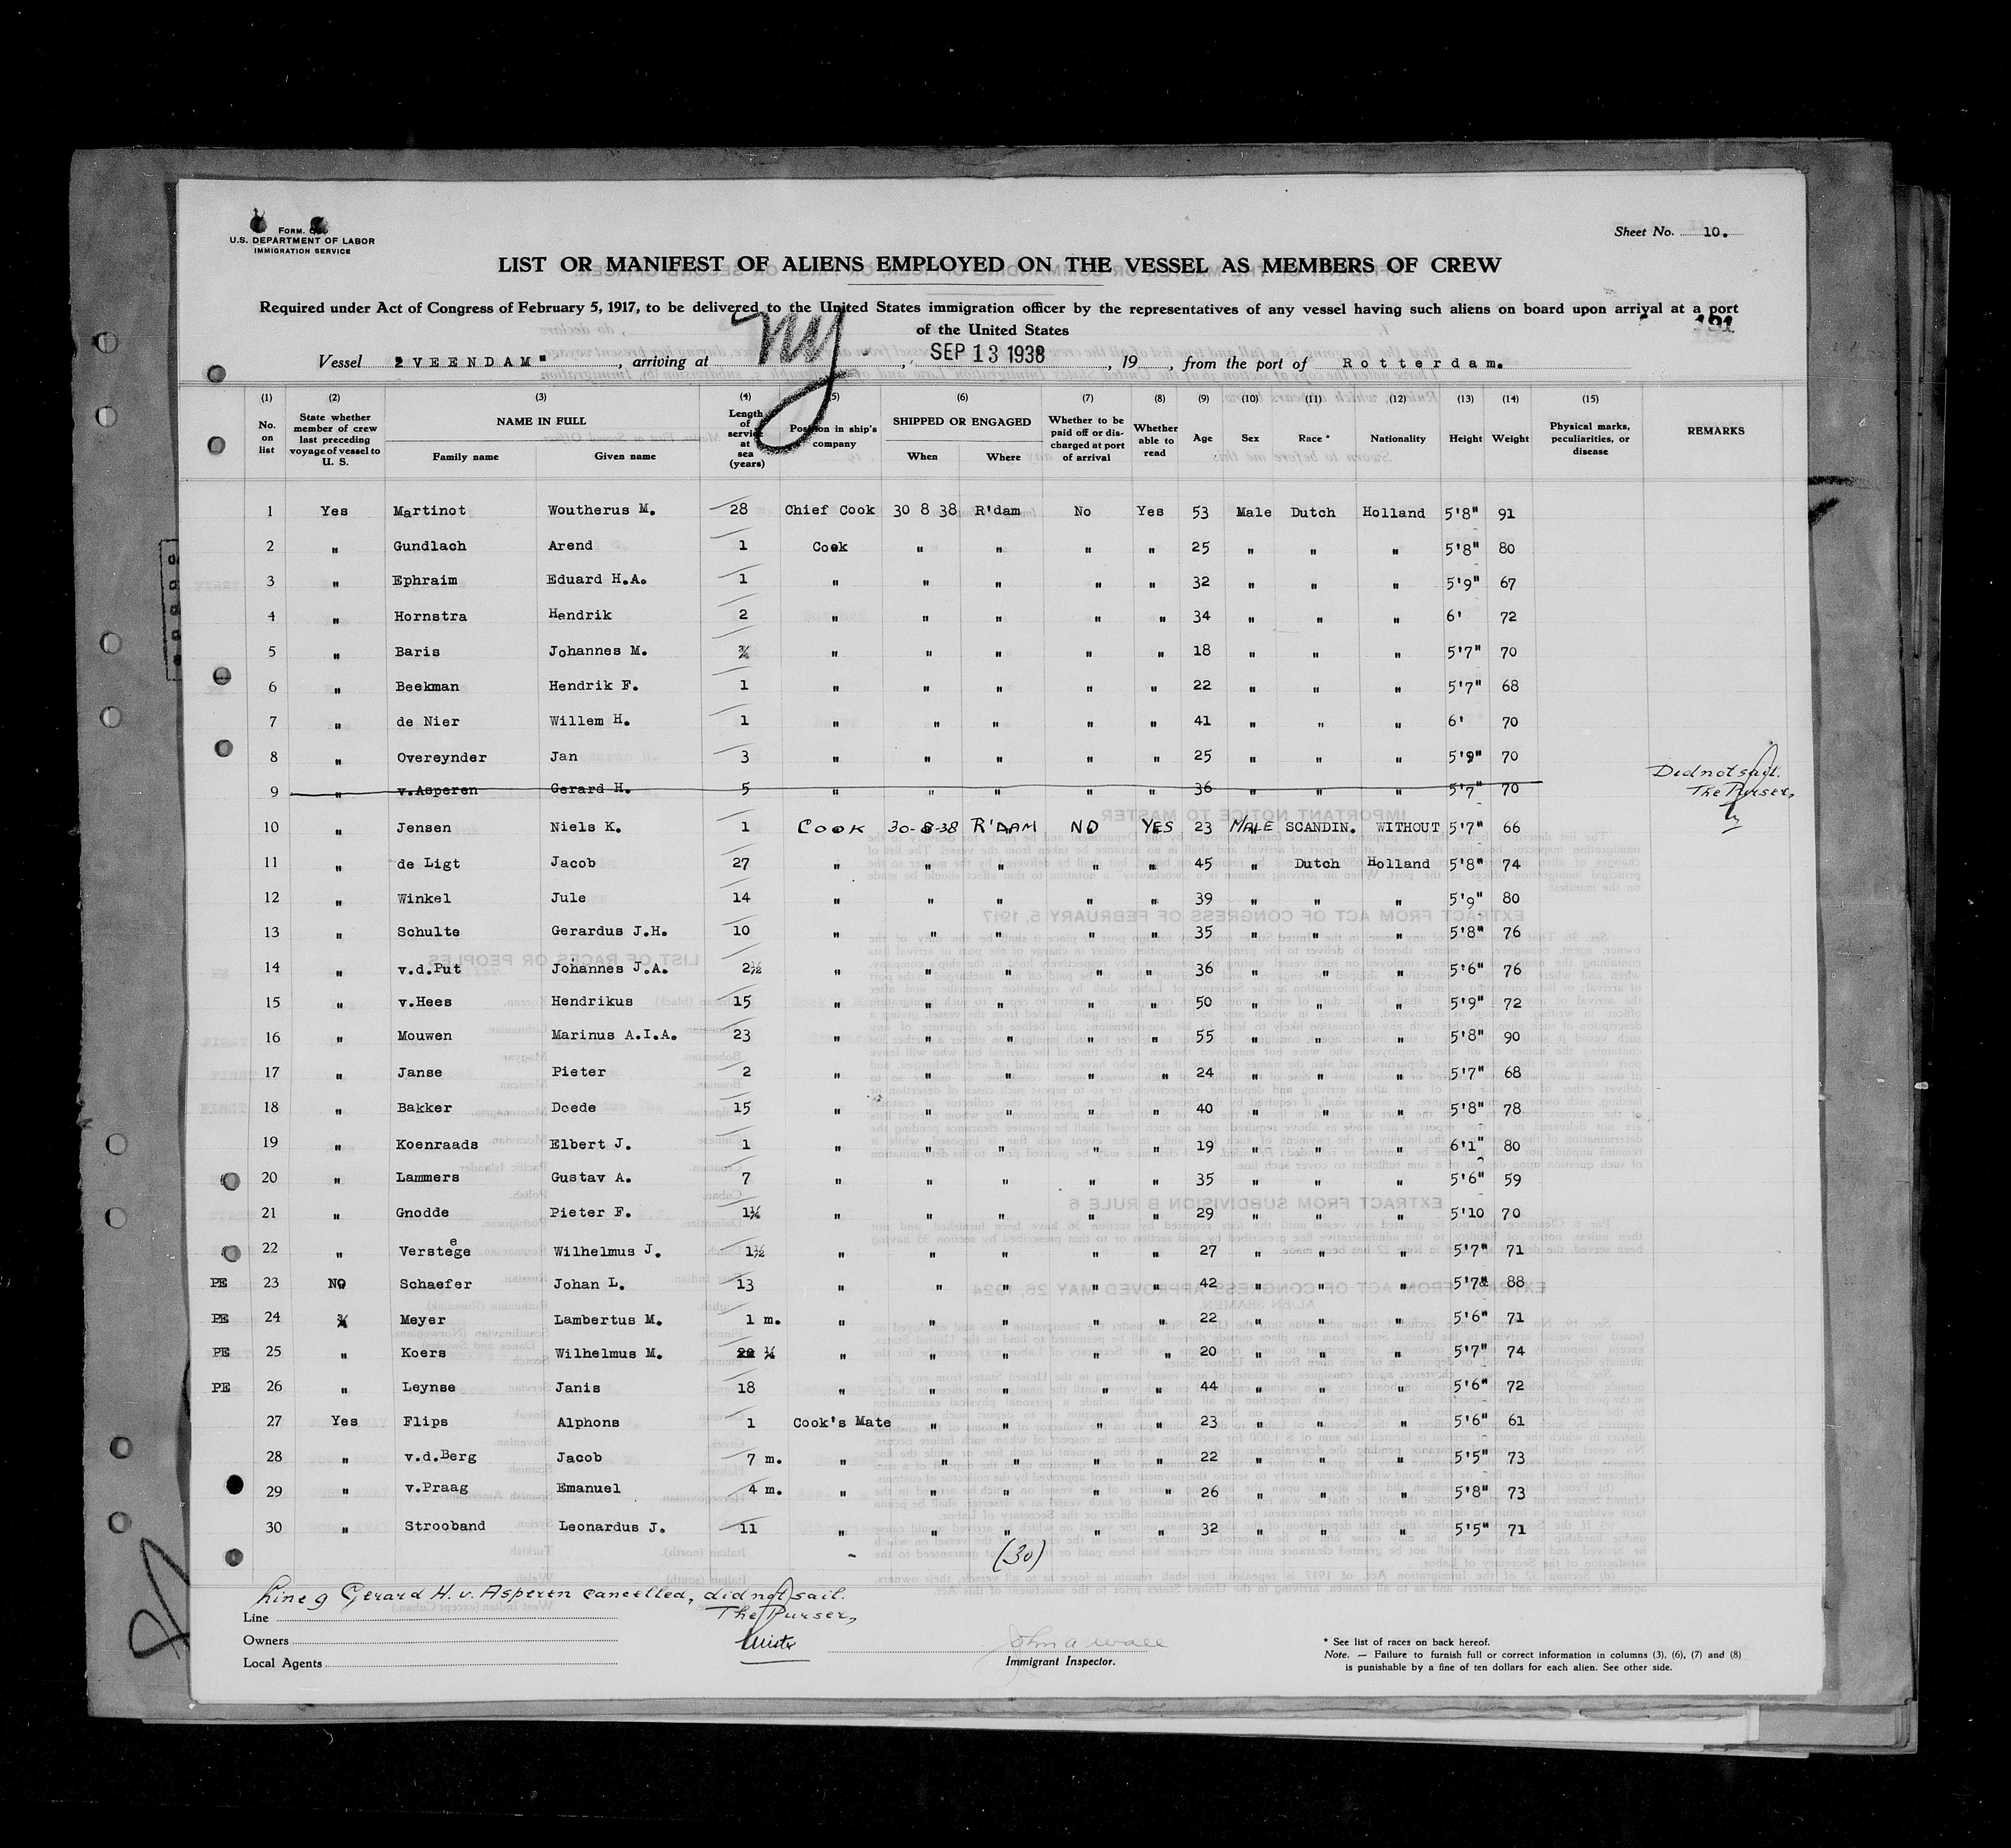 FORM.
U.S. DEPARTMENT OF LABOR
IMMIGRATION SERVICE
Sheet No. 10.
LIST OR MANIFEST OF ALIENS EMPLOYED ON THE VESSEL AS MEMBERS OF CREW
Required under Act of Congress of February 5, 1917, to be delivered to the United States immigration officer by the representatives of any vessel having such aliens on board upon arrival at a port
of the United States
191
Vessel "VEENDAM", arriving at NY, SEP 13 1938, 19 , from the port of Rotterdam.
(1) (2) (3) (4) (5) (6) (7) (8) (9) (10) (11) (12) (13) (14) (15)
No. on list State whether member of crew last preceding voyage of vessel to U. S. NAME IN FULL Family name Given name Length of service at sea (years) Position in ship's company SHIPPED OR ENGAGED When Where Whether to be paid off or discharged at port of arrival Whether able to read Age Sex Race * Nationality Height Weight Physical marks, peculiarities, or disease REMARKS
1 Yes Martinot Woutherus M. 28 Chief Cook 30 8 38 R'dam No Yes 53 Male Dutch Holland 5'8" 91
2 " Gundlach Arend 1 Cook " " " " 25 " " " 5'8" 80
3 " Ephraim Eduard H.A. 1 " " " " " 32 " " " 5'9" 67
4 " Hornstra Hendrik 2 " " " " " 34 " " " 6' 72
5 " Baris Johannes M. " " " " " 18 " " " 5'7" 70
6 " Beekman Hendrik F. 1 " " " " " 22 " " " 5'7" 68
7 " de Nier Willem H. 1 " " " " " 41 " " " 6' 70
8 " Overeynder Jan 3 " " " " " 25 " " " 5'9" 70
9 " v.Asperen Gerard H. 5 " " " " " 36 " " " 5'7" 70 Did not sail. The Purser,
10 " Jensen Niels K. 1 COOK 30-8-38 R'DAM NO YES 23 MALE SCANDIN. WITHOUT 5'7" 66
11 " de Ligt Jacob 27 " " " " " 45 " Dutch Holland 5'8" 74
12 " Winkel Jule 14 " " " " " 39 " " " 5'9" 80
13 " Schulte Gerardus J.H. 10 " " " " " 35 " " " 5'8" 76
14 " v.d.Put Johannes J.A. 2½ " " " " " 36 " " " 5'6" 76
15 " v.Hees Hendrikus 15 " " " " " 50 " " " 5'9" 72
16 " Mouwen Marinus A.I.A. 23 " " " " " 55 " " " 5'8" 90
17 " Janse Pieter 2 " " " " " 24 " " " 5'7" 68
18 " Bakker Doede 15 " " " " " 40 " " " 5'8" 78
19 " Koenraads Elbert J. 1 " " " " " 19 " " " 6'1" 80
20 " Lammers Gustav A. 7 " " " " " 35 " " " 5'6" 59
21 " Gnodde Pieter F. " " " " " 29 " " " 5'10 70
22 " Verstege e Wilhelmus J. 1½ " " " " " 27 " " " 5'7" 71
PE 23 NO Schaefer Johan L. 13 " " " " " 42 " " " 5'7" 88
PE 24 " Meyer Lambertus M. 1 m. " " " " " 22 " " " 5'6" 71
PE 25 " Koers Wilhelmus M. " " " " " 20 " " " 5'7" 74
PE 26 " Leynse Janis 18 " " " " " 44 " " " 5'6" 72
27 Yes Flips Alphons 1 Cook's Mate " " " " 23 " " " 5'6" 61
28 " v.d.Berg Jacob 7 m. " " " " " 22 " " " 5'5" 73
29 " v.Praag Emanuel 4 m. " " " " " 26 " " " 5'8" 73
30 " Strooband Leonardus J. 11 " " " " " 32 " " " 5'5" 71
(30)
Line 9 Gerard H. v. Asperen cancelled, did not sail.
The Purser,
Line
Owners
Local Agents
John A Wall
Immigrant Inspector.
* See list of races on back hereof.
Note. — Failure to furnish full or correct information in columns (3), (6), (7) and (8)
is punishable by a fine of ten dollars for each alien. See other side.